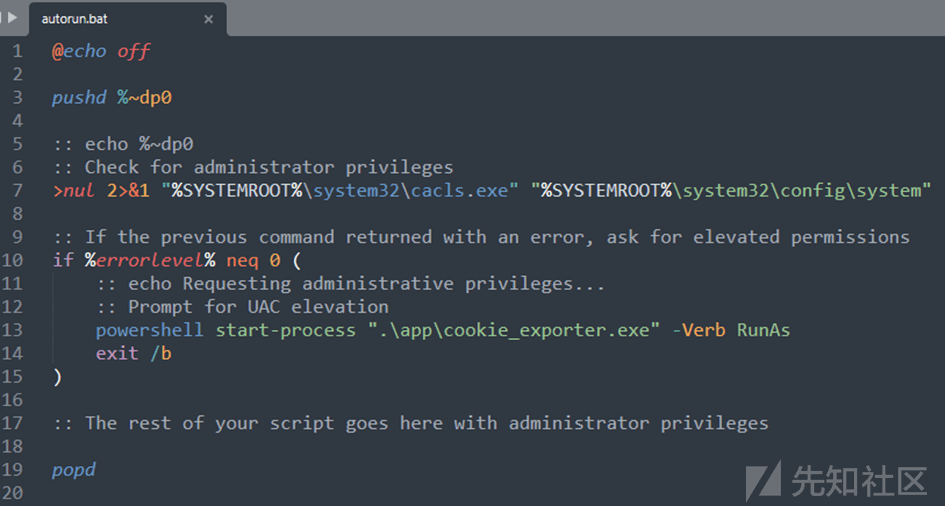 autorun.bat ×
1 @echo off
2
3 pushd %~dp0
4
5 :: echo %~dp0
6 :: Check for administrator privileges
7 >nul 2>&1 "%SYSTEMROOT%\system32\cacls.exe" "%SYSTEMROOT%\system32\config\system"
8
9 :: If the previous command returned with an error, ask for elevated permissions
10 if %errorlevel% neq 0 (
11 :: echo Requesting administrative privileges...
12 :: Prompt for UAC elevation
13 powershell start-process ".\app\cookie_exporter.exe" -Verb RunAs
14 exit /b
15 )
16
17 :: The rest of your script goes here with administrator privileges
18
19 popd
20
先知社区